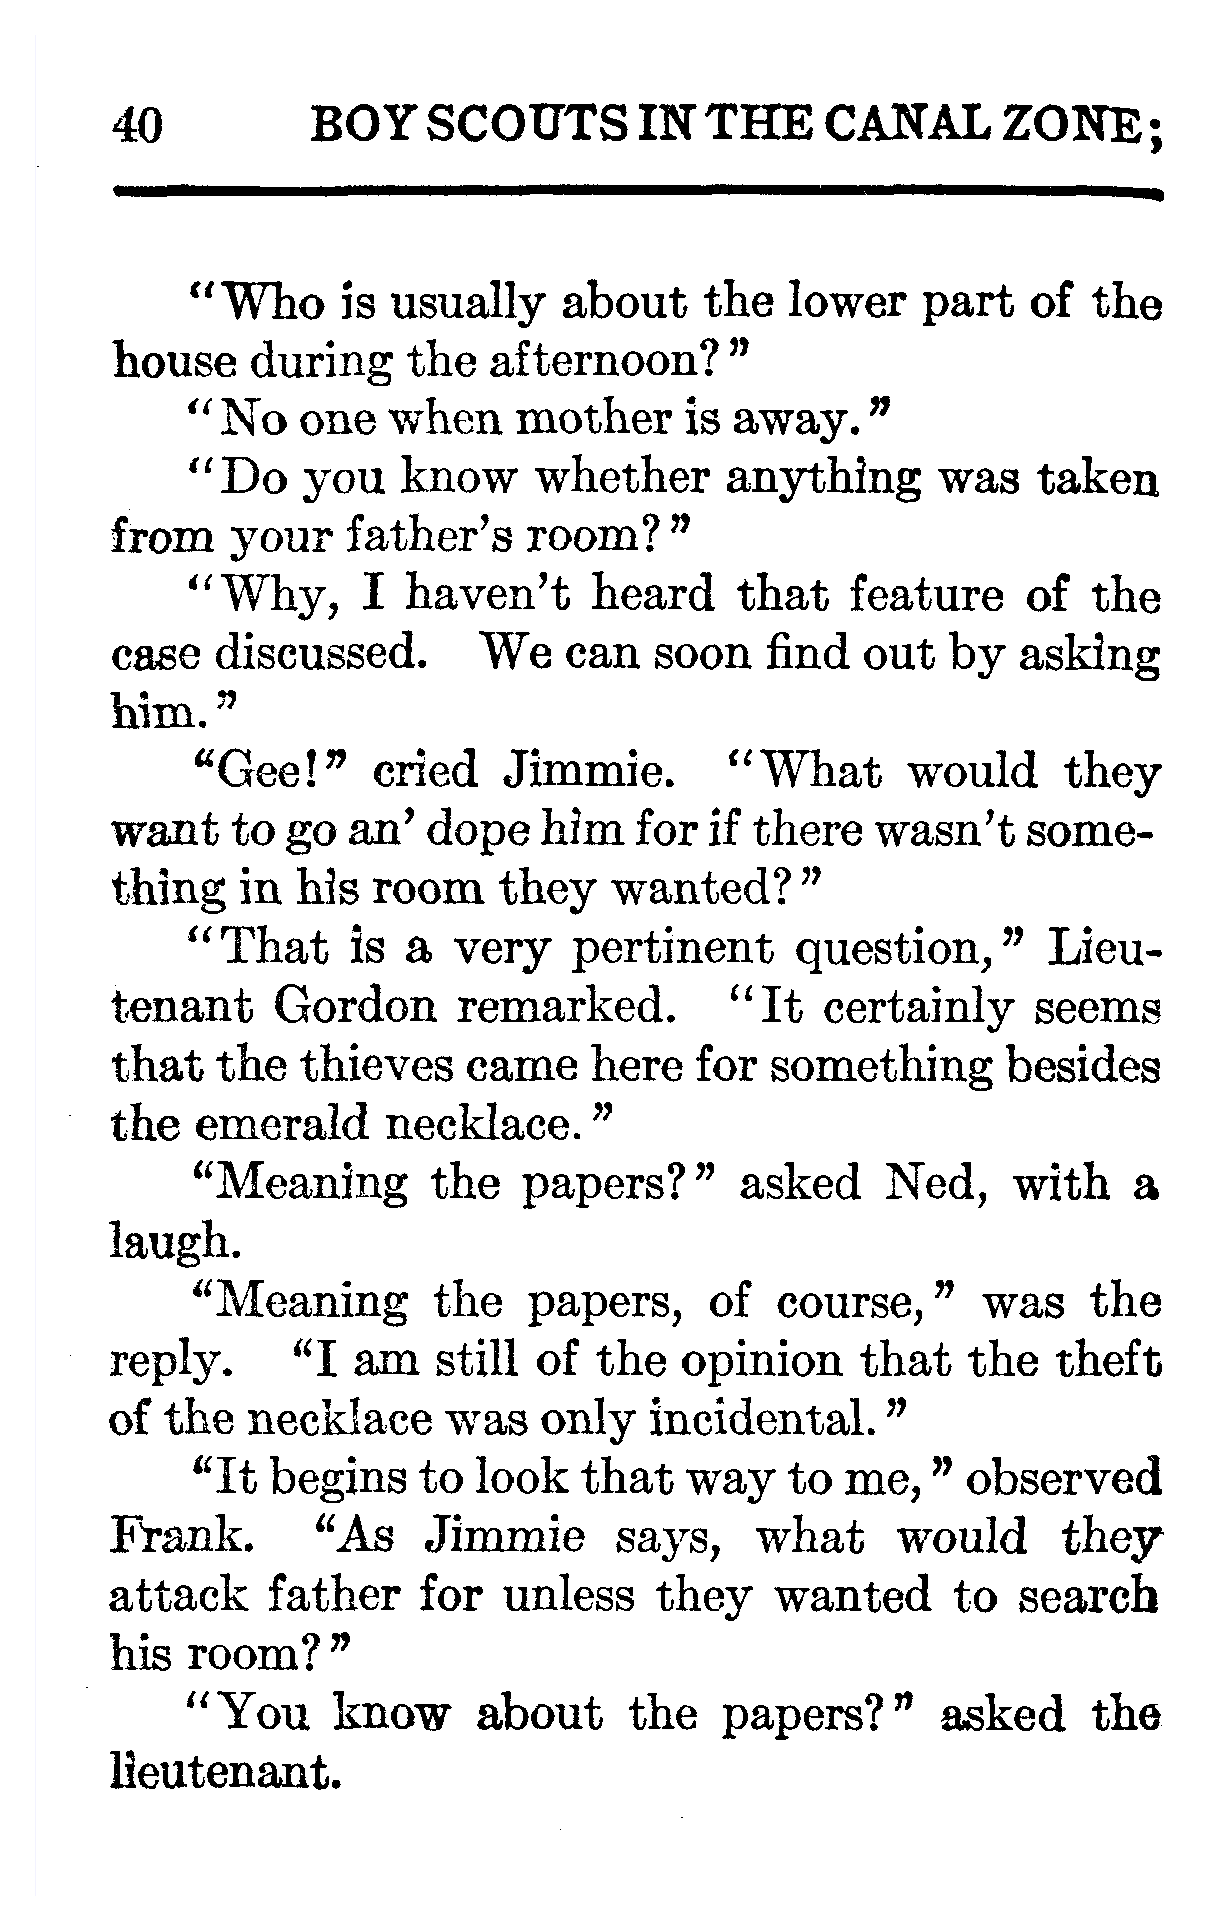 40 BOY SCOUTS IN THE CANAL ZONE;
“Who is usually about the lower part of the
house during the afternoon?”
“No one when mother is away.”
“Do you know whether anything was taken
from your father’s room?”
“Why, I haven’t heard that feature of the
case discussed. We can soon find out by asking
him.”
“Gee!” cried Jimmie. “What would they
want to go an’ dope him for if there wasn’t some-
thing in his room they wanted?”
“That is a very pertinent question,” Lieu-
tenant Gordon remarked. “It certainly seems
that the thieves came here for something besides
the emerald necklace.”
“Meaning the papers?” asked Ned, with a
laugh.
“Meaning the papers, of course,” was the
reply. “I am still of the opinion that the theft
of the necklace was only incidental.”
“It begins to look that way to me,” observed
Frank. “As Jimmie says, what would they
attack father for unless they wanted to search
his room?”
“You know about the papers?” asked the
lieutenant.